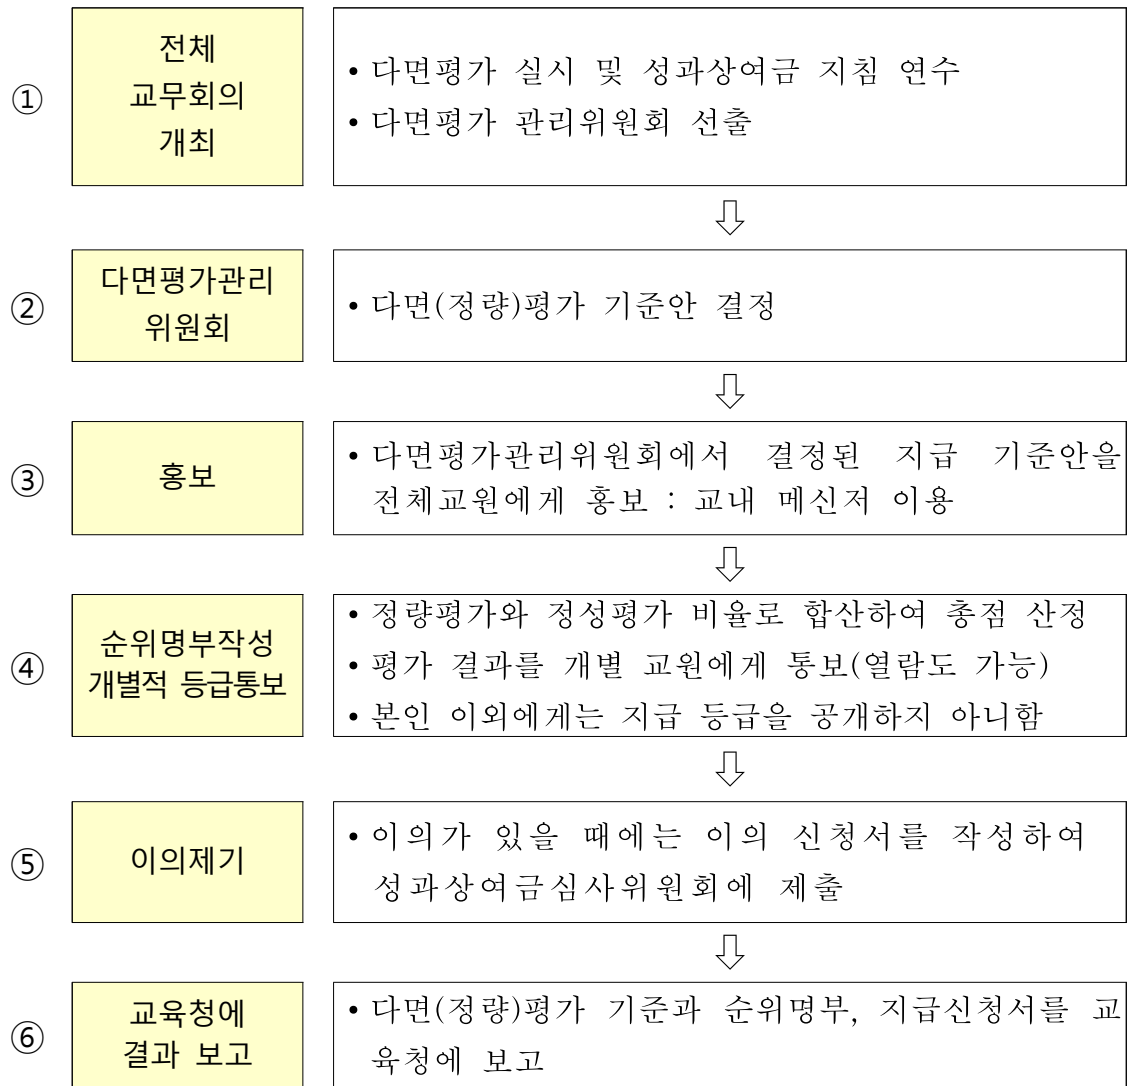 ①
전체
교무회의
개최
• 다면평가 실시 및 성과상여금 지침 연수
• 다면평가 관리위원회 선출
②
다면평가관리
위원회
• 다면(정량)평가 기준안 결정
③
홍보
• 다면평가관리위원회에서 결정된 지급 기준안을
전체교원에게 홍보 : 교내 메신저 이용
④
순위명부작성
개별적 등급통보
• 정량평가와 정성평가 비율로 합산하여 총점 산정
• 평가 결과를 개별 교원에게 통보(열람도 가능)
• 본인 이외에게는 지급 등급을 공개하지 아니함
⑤
이의제기
• 이의가 있을 때에는 이의 신청서를 작성하여
성과상여금심사위원회에 제출
⑥
교육청에
결과 보고
• 다면(정량)평가 기준과 순위명부, 지급신청서를 교
육청에 보고